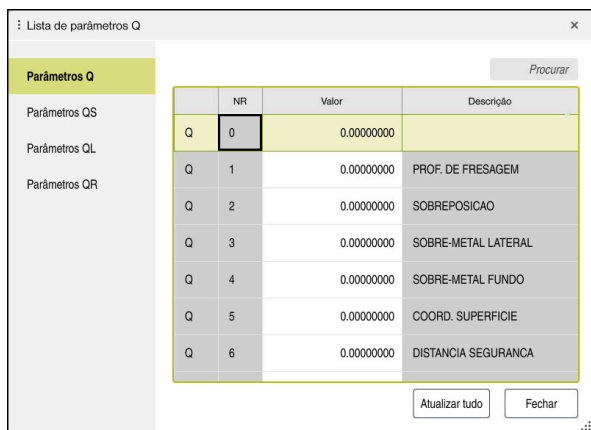 Lista de parâmetros Q
Parâmetros Q
Parâmetros QS
Parâmetros QL
Parâmetros QR
Procurar
NR Valor Descrição
Q 0 0.00000000
Q 1 0.00000000 PROF. DE FRESAGEM
Q 2 0.00000000 SOBREPOSICAO
Q 3 0.00000000 SOBRE-METAL LATERAL
Q 4 0.00000000 SOBRE-METAL FUNDO
Q 5 0.00000000 COORD. SUPERFICIE
Q 6 0.00000000 DISTANCIA SEGURANCA
Atualizar tudo Fechar